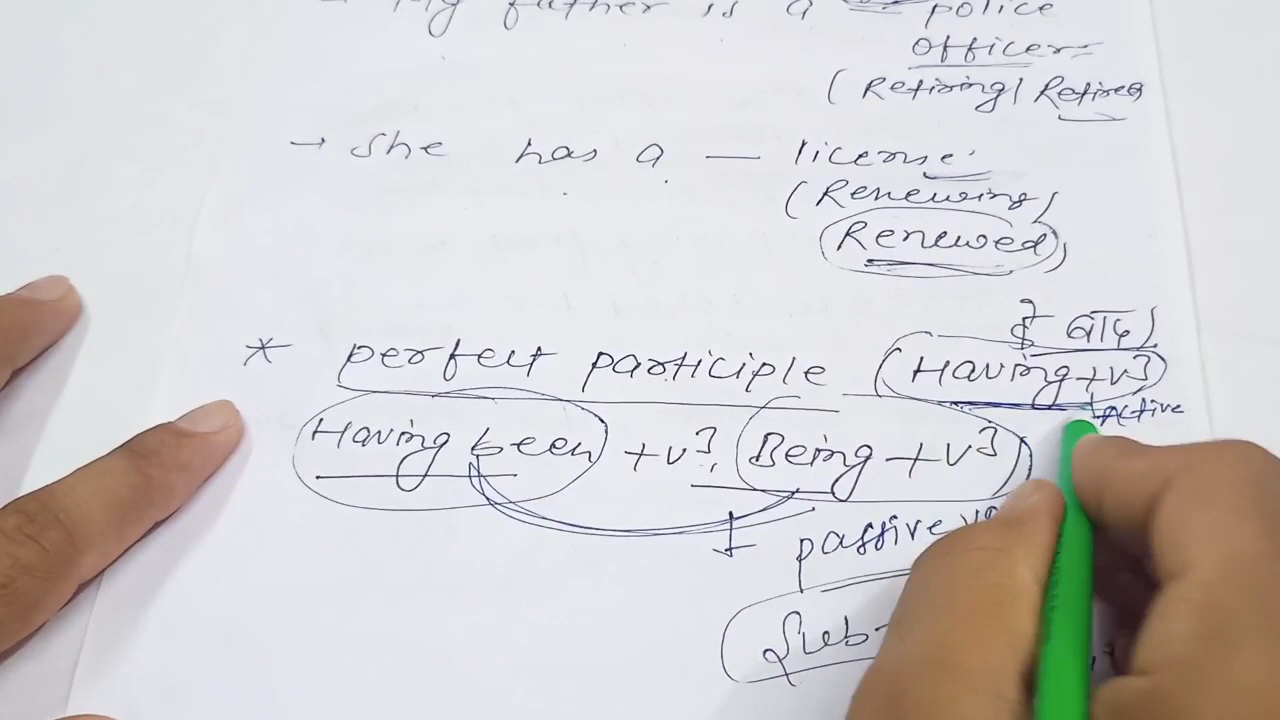 → My father is a — police
officer
(Retiring/Retired
→ She has a — license.
(Renewing/
Renewed)
के बाद)
* perfect participle (Having+v3
Active
Having been +v3, Being+v3)
passive
Sub-